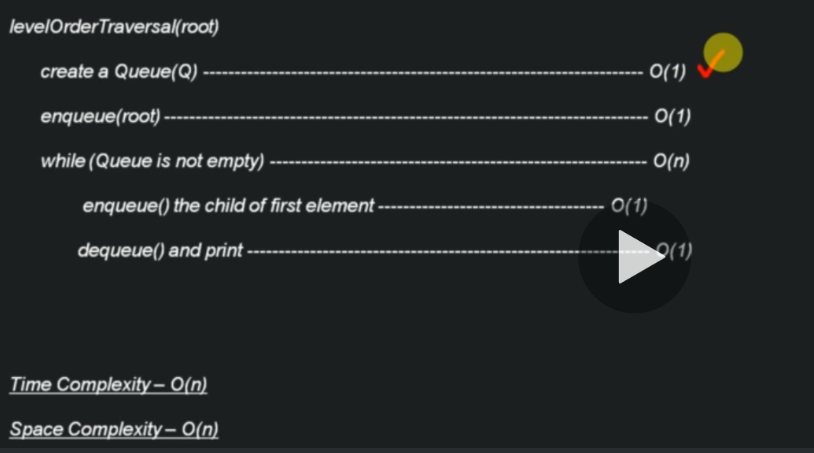 levelOrderTraversal(root)
create a Queue(Q) ---------------------------------------------------------------------- O(1)
enqueue(root) ----------------------------------------------------------------------------- O(1)
while (Queue is not empty) ------------------------------------------------------------ O(n)
enqueue() the child of first element ------------------------------------ O(1)
dequeue() and print ---------------------------------------------------------------- O(1)
Time Complexity – O(n)
Space Complexity – O(n)